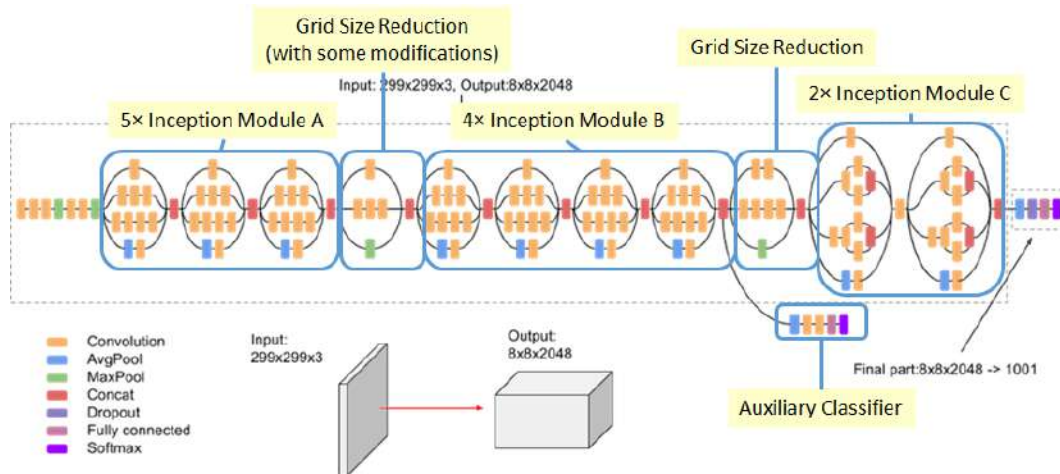 Grid Size Reduction
(with some modifications)
Grid Size Reduction
Input: 299x299x3, Output:8x8x2048
2× Inception Module C
5× Inception Module A
4× Inception Module B
Convolution
AvgPool
MaxPool
Concat
Dropout
Fully connected
Softmax
Input:
299x299x3
Output:
8x8x2048
Final part:8x8x2048 -> 1001
Auxiliary Classifier